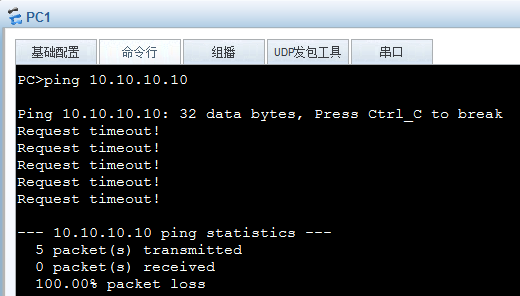 PC1
基础配置 命令行 组播 UDP发包工具 串口
PC>ping 10.10.10.10
Ping 10.10.10.10: 32 data bytes, Press Ctrl_C to break
Request timeout!
Request timeout!
Request timeout!
Request timeout!
Request timeout!
--- 10.10.10.10 ping statistics ---
5 packet(s) transmitted
0 packet(s) received
100.00% packet loss